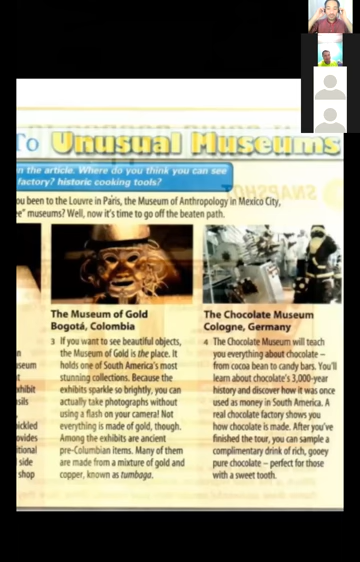 To Unusual Museums
in the article. Where do you think you can see
factory? historic cooking tools?
SNAPSHOT
ou been to the Louvre in Paris, the Museum of Anthropology in Mexico City,
ee" museums? Well, now it's time to go off the beaten path.
The Museum of Gold
Bogotá, Colombia
3 If you want to see beautiful objects,
the Museum of Gold is the place. It
holds one of South America's most
stunning collections. Because the
exhibits sparkle so brightly, you can
actually take photographs without
using a flash on your camera! Not
everything is made of gold, though.
Among the exhibits are ancient
pre-Columbian items. Many of them
are made from a mixture of gold and
copper, known as tumbaga.
The Chocolate Museum
Cologne, Germany
4 The Chocolate Museum will teach
you everything about chocolate –
from cocoa bean to candy bars. You'll
learn about chocolate's 3,000-year
history and discover how it was once
used as money in South America. A
real chocolate factory shows you
how chocolate is made. After you've
finished the tour, you can sample a
complimentary drink of rich, gooey
pure chocolate – perfect for those
with a sweet tooth.